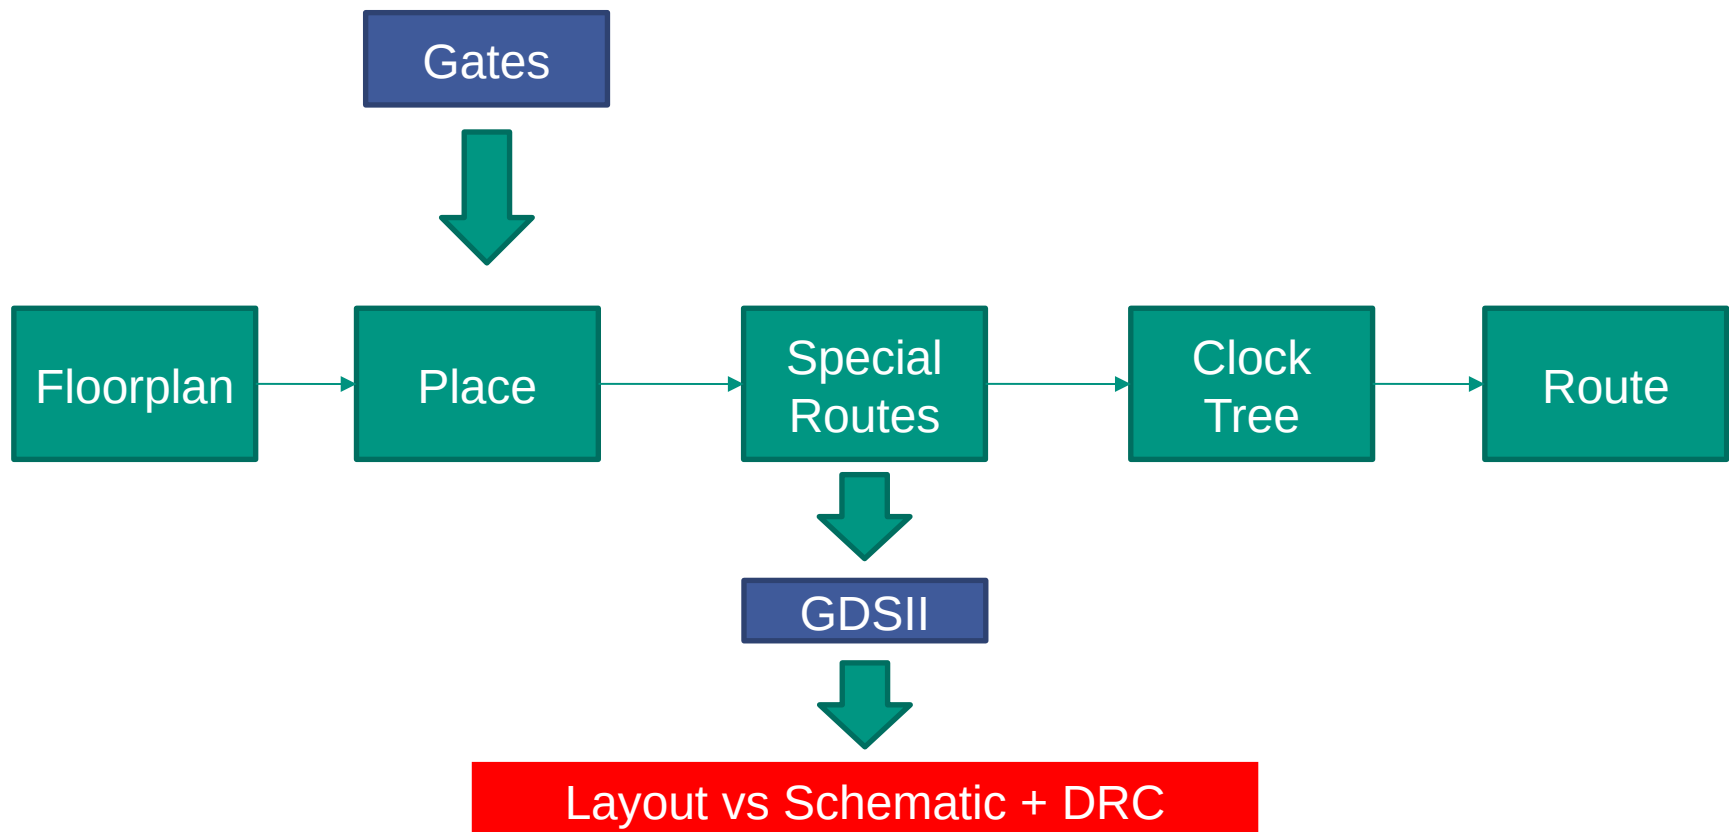 Gates
Floorplan
Place
Special
Routes
Clock
Tree
Route
GDSII
Layout vs Schematic + DRC